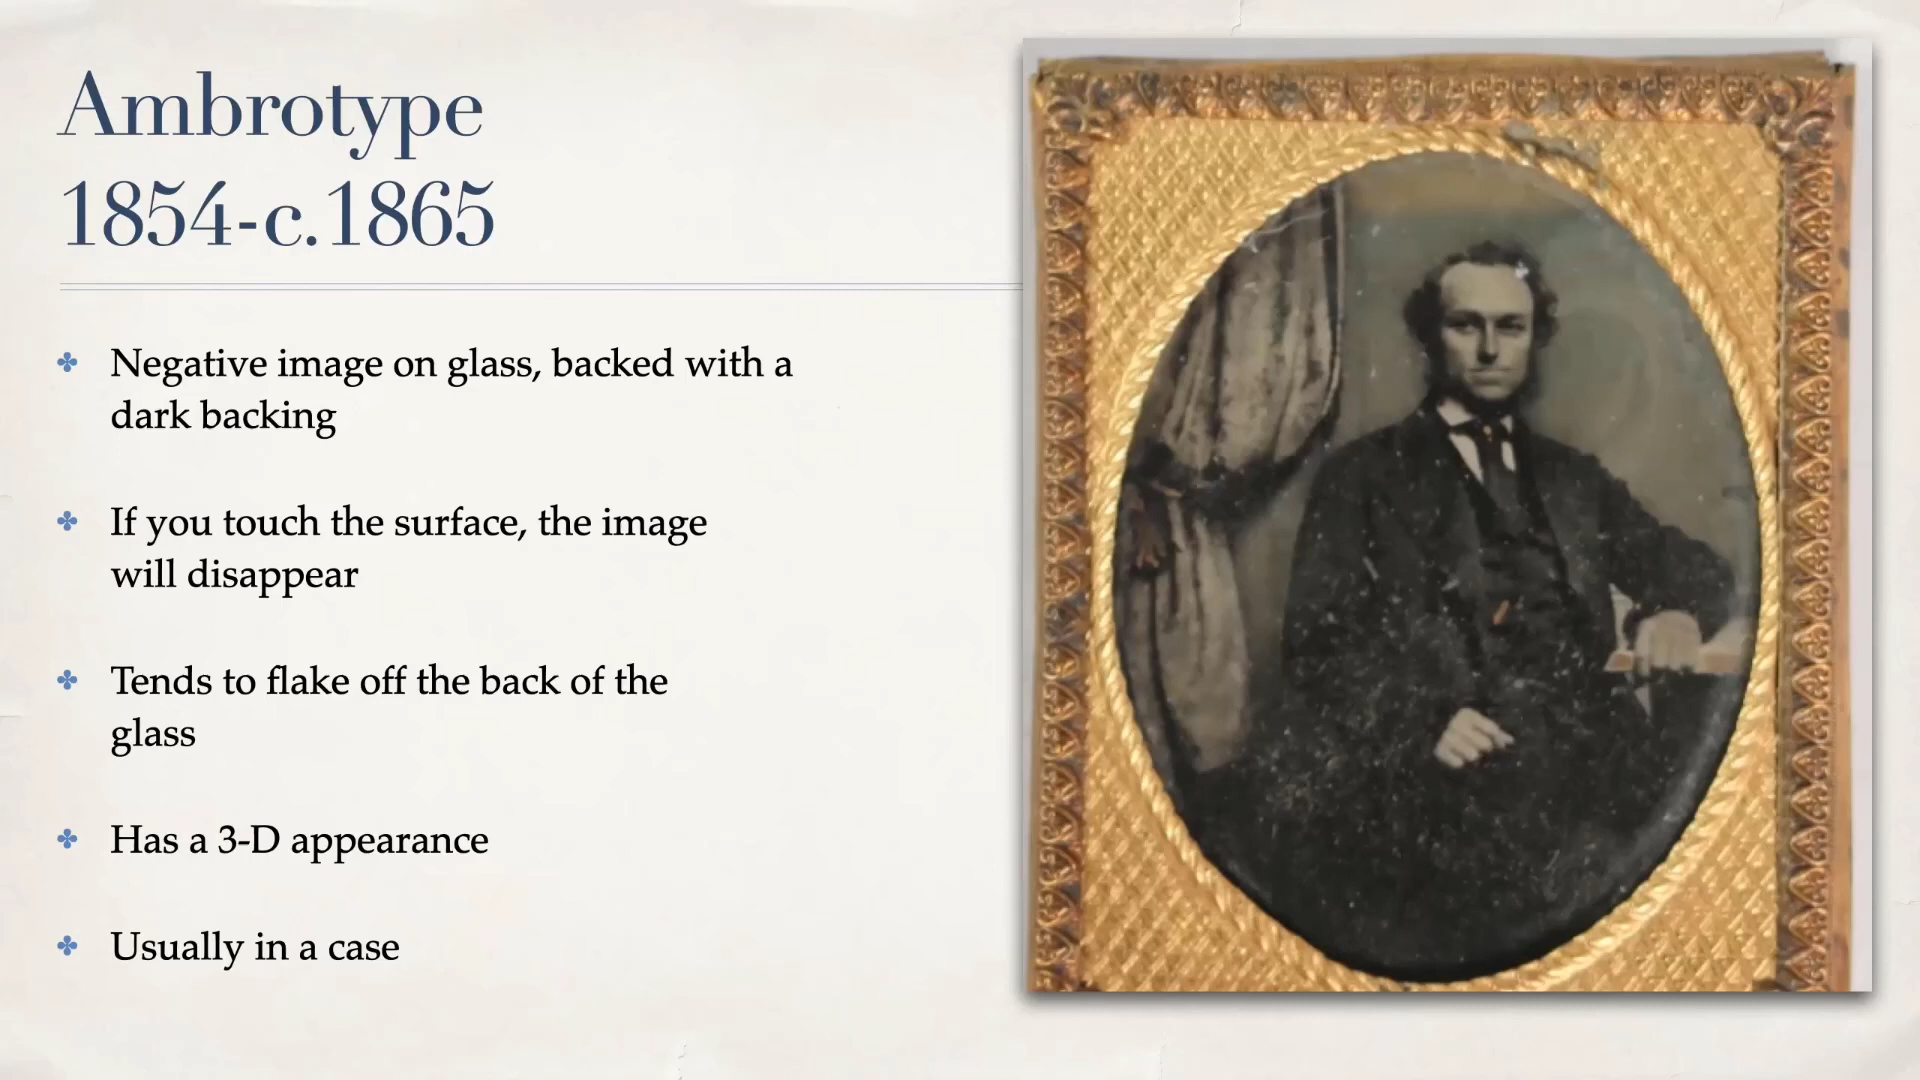 Ambrotype
1854-c.1865
Negative image on glass, backed with a
dark backing
If you touch the surface, the image
will disappear
Tends to flake off the back of the
glass
Has a 3-D appearance
Usually in a case